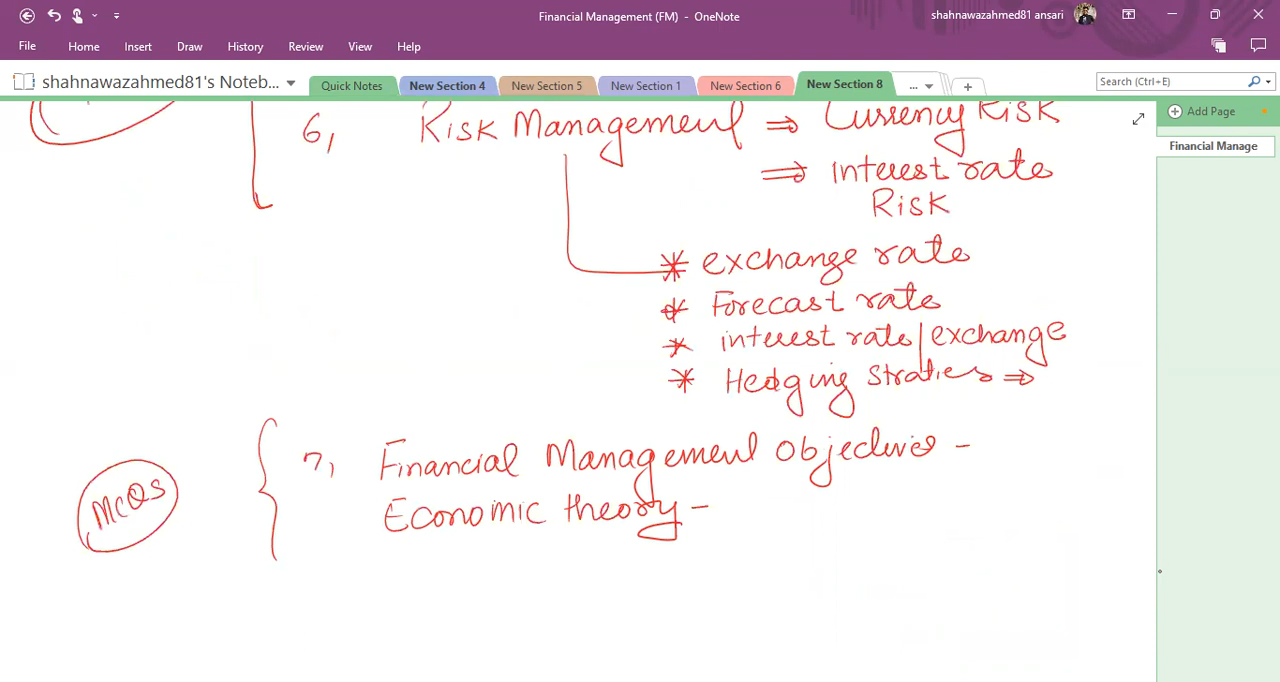 Financial Management (FM) - OneNote
shahnawazahmed81 ansari
File Home Insert Draw History Review View Help
shahnawazahmed81's Noteb...
Quick Notes
New Section 4
New Section 5
New Section 1
New Section 6
New Section 8
...
Search (Ctrl+E)
Add Page
Financial Manage
6, Risk Management ⇒ Currency Risk
⇒ interest rate
Risk
* exchange rate
* Forecast rate
* interest rate/exchange
* Hedging Straties ⇒
MCQS
7, Financial Management Objectives -
Economic theory -